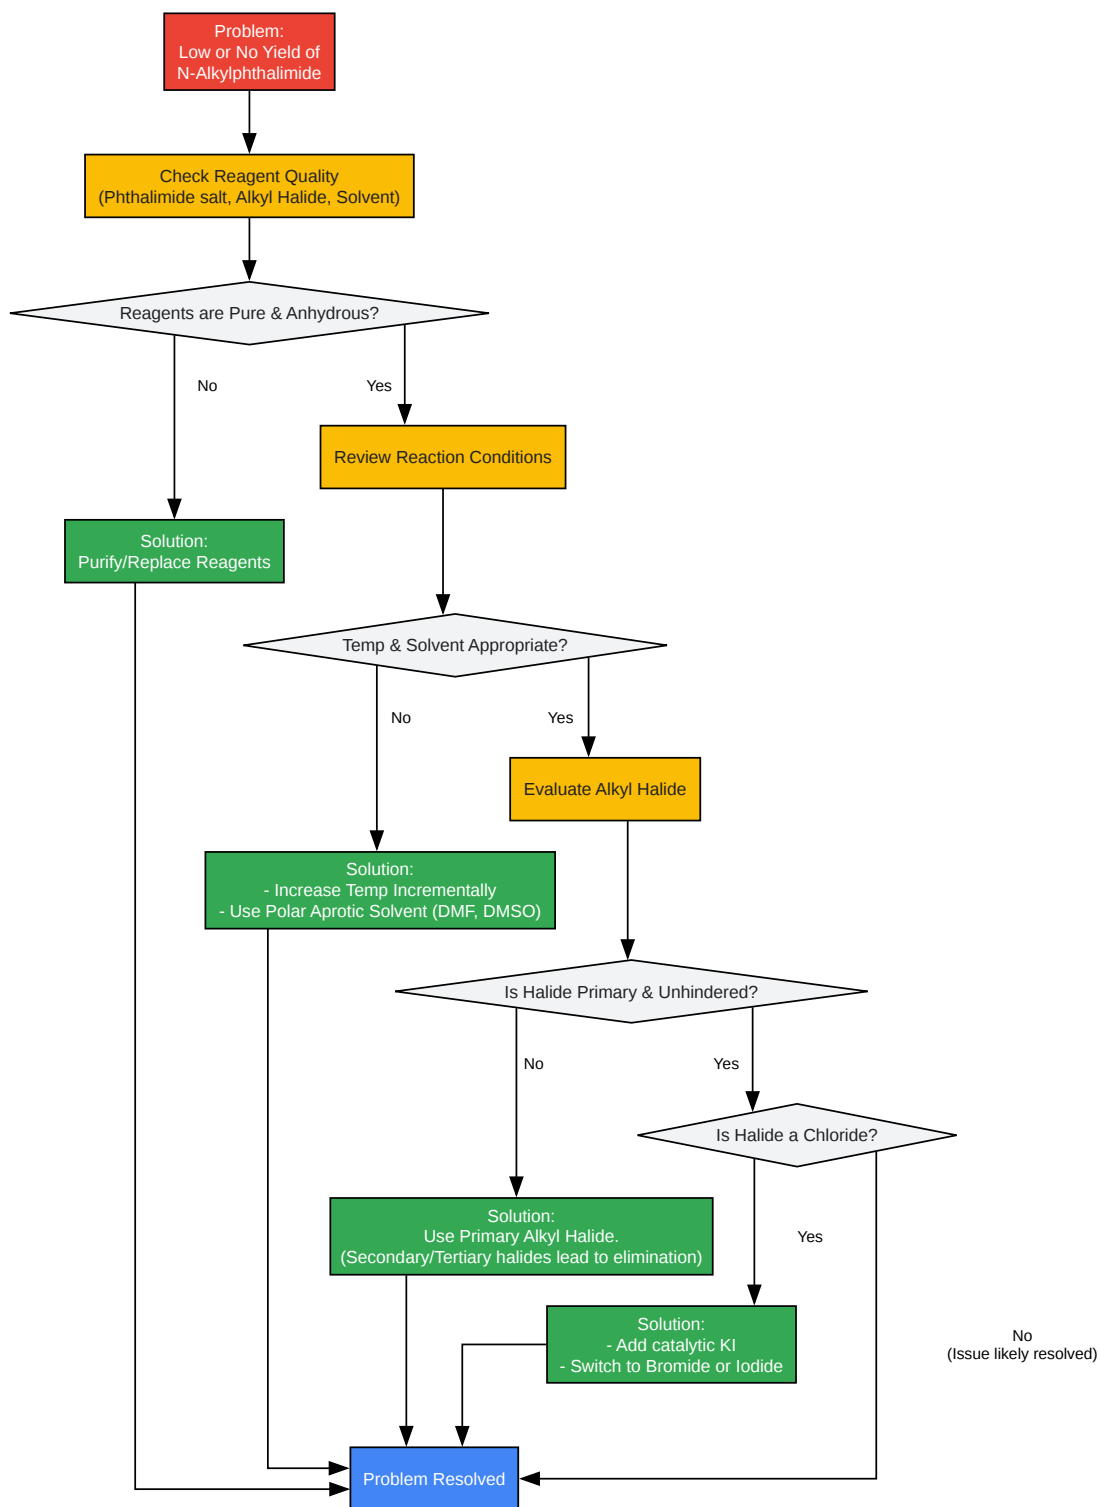 Problem:
Low or No Yield of
N-Alkylphthalimide
Check Reagent Quality
(Phthalimide salt, Alkyl Halide, Solvent)
Reagents are Pure & Anhydrous?
No
Yes
Review Reaction Conditions
Solution:
Purify/Replace Reagents
Temp & Solvent Appropriate?
No
Yes
Evaluate Alkyl Halide
Solution:
- Increase Temp Incrementally
- Use Polar Aprotic Solvent (DMF, DMSO)
Is Halide Primary & Unhindered?
No
Yes
Is Halide a Chloride?
Solution:
Use Primary Alkyl Halide.
(Secondary/Tertiary halides lead to elimination)
Yes
Solution:
- Add catalytic KI
- Switch to Bromide or Iodide
No
(Issue likely resolved)
Problem Resolved